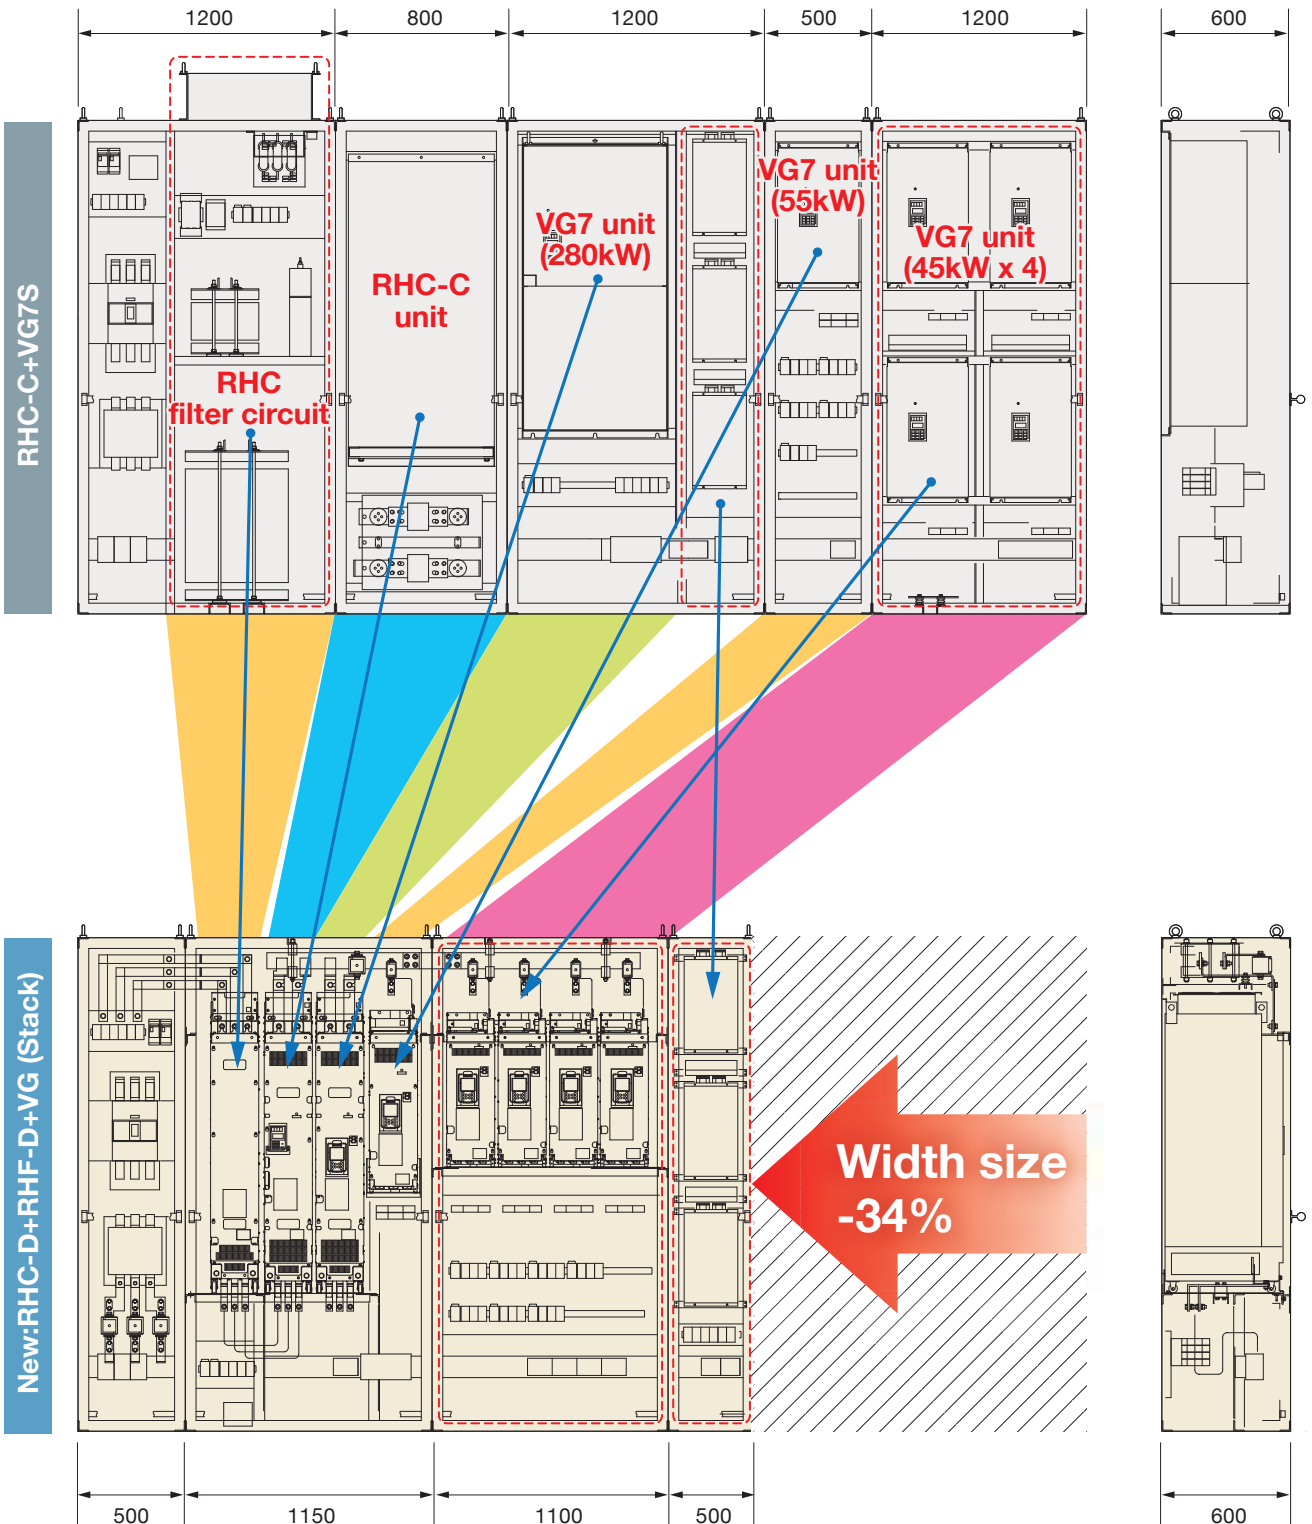 1200
800
1200
500
1200
600
RHC-C+VG7S
VG7 unit
(55kW)
VG7 unit
(280kW)
VG7 unit
(45kW x 4)
RHC-C
unit
RHC
filter circuit
New:RHC-D+RHF-D+VG (Stack)
Width size
-34%
500
1150
1100
500
600